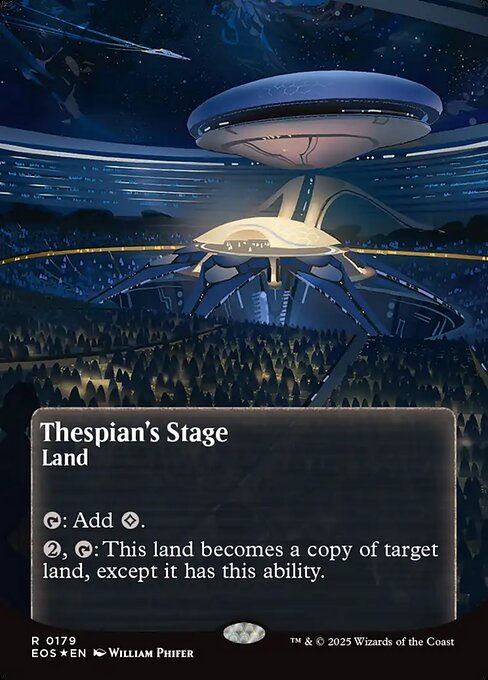 Thespian's Stage
Land
: Add .
2, : This land becomes a copy of target
land, except it has this ability.
R 0179
EOS★EN William Phifer
™ & © 2025 Wizards of the Coast